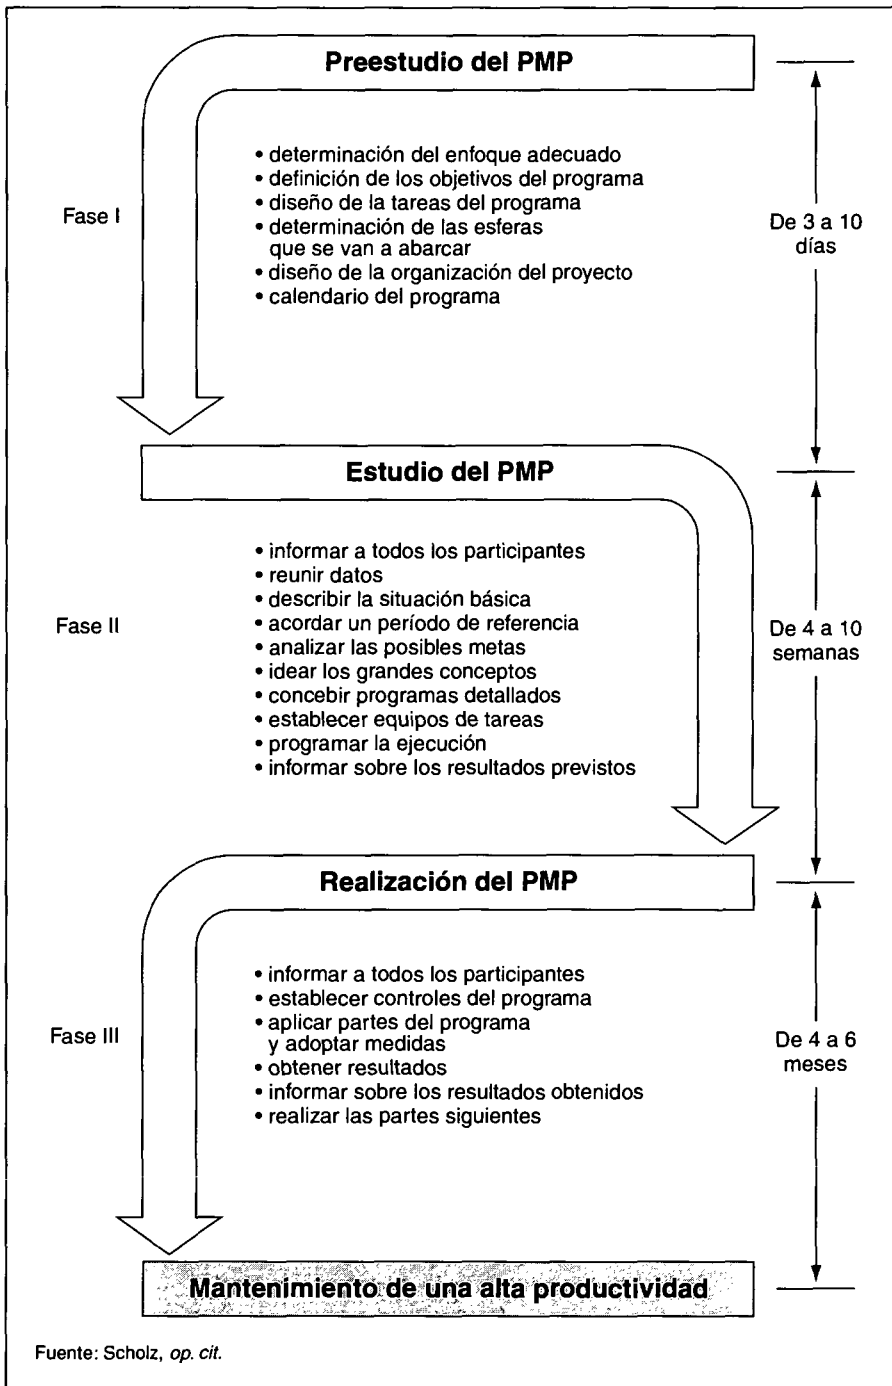 Preestudio del PMP
• determinación del enfoque adecuado
• definición de los objetivos del programa
• diseño de la tareas del programa
• determinación de las esferas
que se van a abarcar
• diseño de la organización del proyecto
• calendario del programa
Fase I
De 3 a 10
días
Estudio del PMP
• informar a todos los participantes
• reunir datos
• describir la situación básica
• acordar un período de referencia
• analizar las posibles metas
• idear los grandes conceptos
• concebir programas detallados
• establecer equipos de tareas
• programar la ejecución
• informar sobre los resultados previstos
Fase II
De 4 a 10
semanas
Realización del PMP
• informar a todos los participantes
• establecer controles del programa
• aplicar partes del programa
y adoptar medidas
• obtener resultados
• informar sobre los resultados obtenidos
• realizar las partes siguientes
Fase III
De 4 a 6
meses
Mantenimiento de una alta productividad
Fuente: Scholz, op. cit.